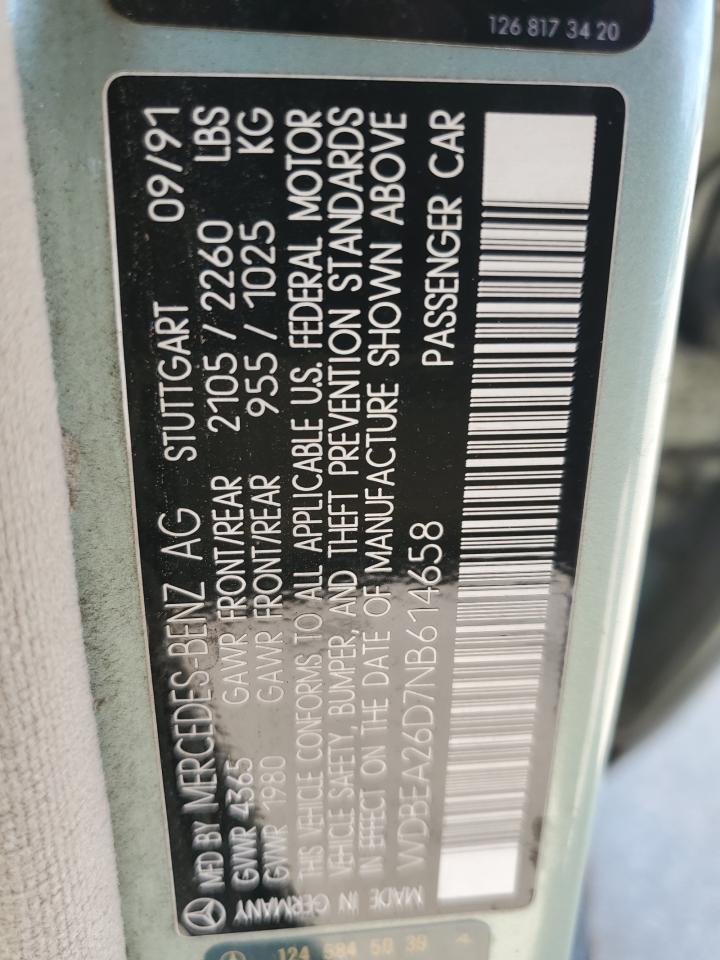 126 817 34 20
MFD BY MERCEDES-BENZ AG STUTTGART 09/91
GVWR 4365 GAWR FRONT/REAR 2105 / 2260 LBS
GVWR 1980 GAWR FRONT/REAR 955 / 1025 KG
THIS VEHICLE CONFORMS TO ALL APPLICABLE U.S. FEDERAL MOTOR
VEHICLE SAFETY, BUMPER, AND THEFT PREVENTION STANDARDS
IN EFFECT ON THE DATE OF MANUFACTURE SHOWN ABOVE
WDBEA26D7NB614658 PASSENGER CAR
MADE IN GERMANY
124 584 50 39 4